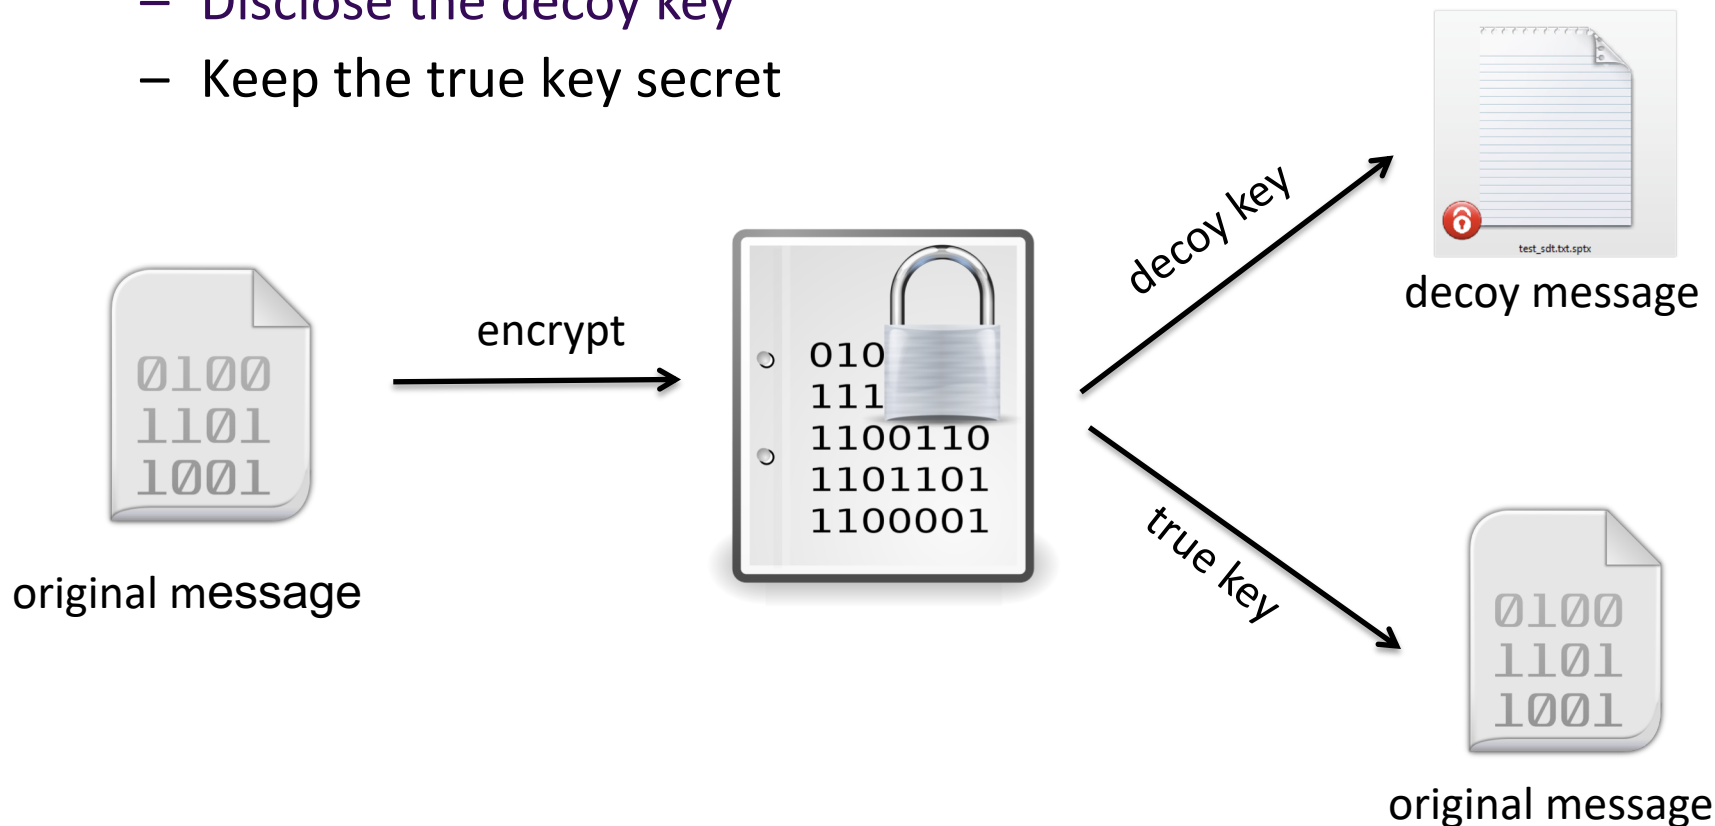 – Disclose the decoy key
– Keep the true key secret
test_sdt.txt.sptx
decoy key
decoy message
encrypt
0100
1101
1001
010
111
1100110
1101101
1100001
original message
true key
0100
1101
1001
original message